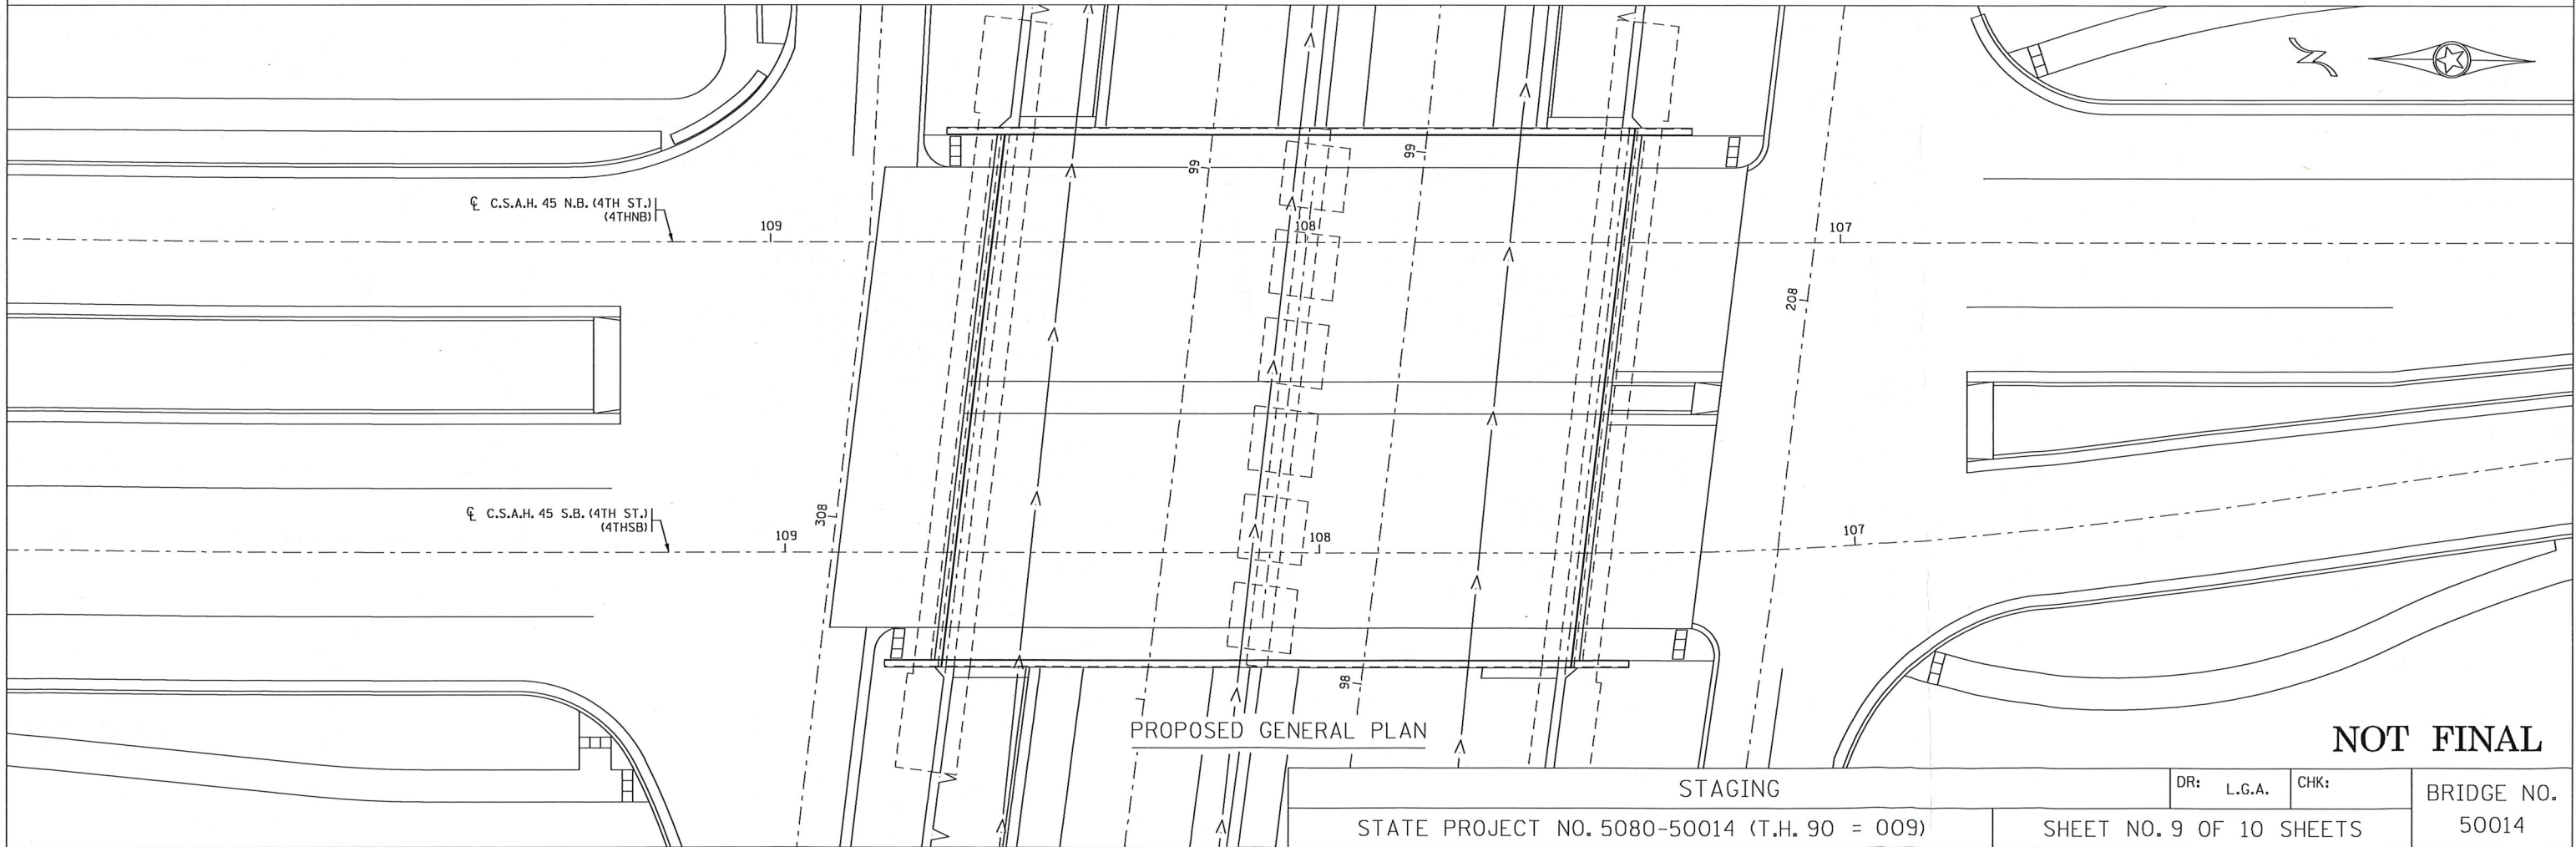 N
99
99
℄ C.S.A.H. 45 N.B. (4TH ST.)
(4THNB)
109
108
107
208
308
℄ C.S.A.H. 45 S.B. (4TH ST.)
(4THSB)
109
108
107
98
PROPOSED GENERAL PLAN
NOT FINAL
STAGING
DR: L.G.A.
CHK:
BRIDGE NO.
50014
STATE PROJECT NO. 5080-50014 (T.H. 90 = 009)
SHEET NO. 9 OF 10 SHEETS